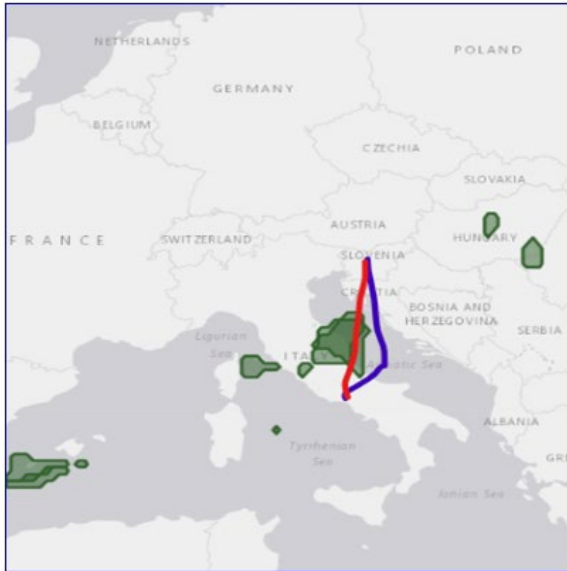 NETHERLANDS
POLAND
GERMANY
BELGIUM
CZECHIA
SLOVAKIA
AUSTRIA
FRANCE
SWITZERLAND
HUNGARY
SLOVENIA
CROATIA
BOSNIA AND
HERZEGOVINA
SERBIA
Ligurian
Sea
ITALY
Adriatic Sea
ALBANIA
GRE
Tyrrhenian
Sea
Ionian Sea